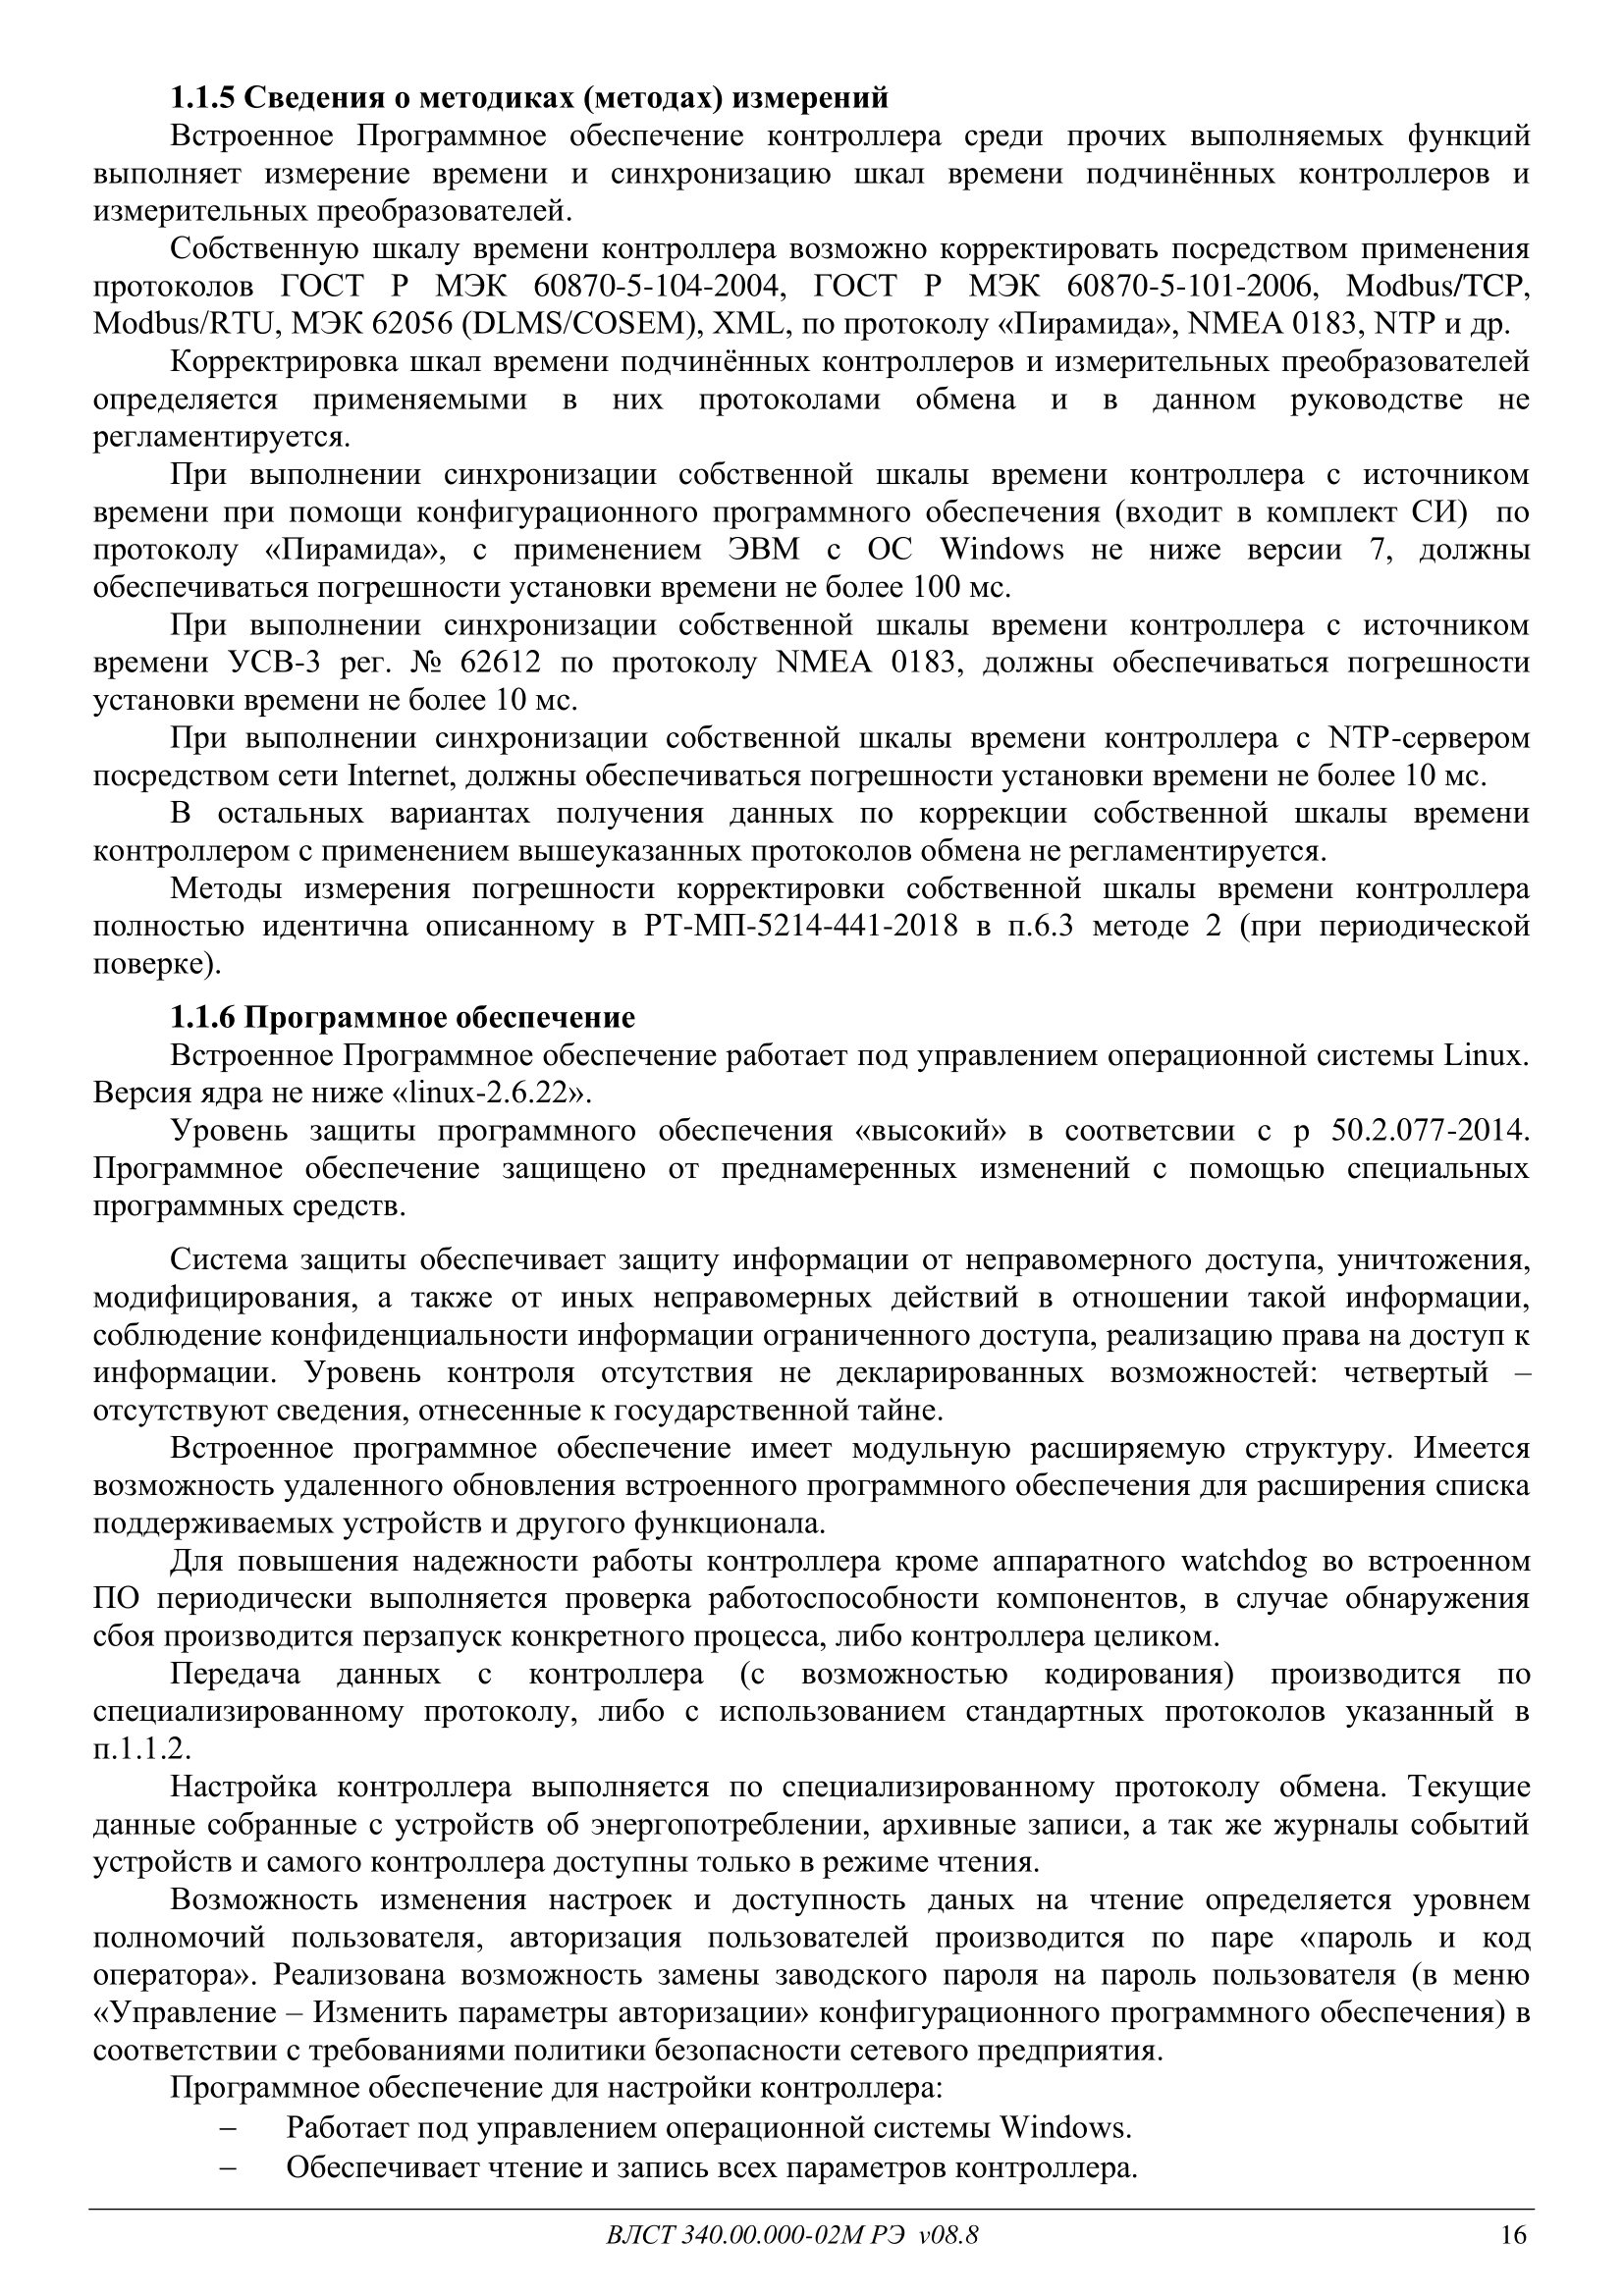 1.1.5 Сведения о методиках (методах) измерений
Встроенное Программное обеспечение контроллера среди прочих выполняемых функций
выполняет измерение времени и синхронизацию шкал времени подчинённых контроллеров и
измерительных преобразователей.
Собственную шкалу времени контроллера возможно корректировать посредством применения
протоколов ГОСТ Р МЭК 60870-5-104-2004, ГОСТ Р МЭК 60870-5-101-2006, Modbus/TCP,
Modbus/RTU, МЭК 62056 (DLMS/COSEM), XML, по протоколу «Пирамида», NMEA 0183, NTP и др.
Корректрировка шкал времени подчинённых контроллеров и измерительных преобразователей
определяется применяемыми в них протоколами обмена и в данном руководстве не
регламентируется.
При выполнении синхронизации собственной шкалы времени контроллера с источником
времени при помощи конфигурационного программного обеспечения (входит в комплект СИ) по
протоколу «Пирамида», с применением ЭВМ с ОС Windows не ниже версии 7, должны
обеспечиваться погрешности установки времени не более 100 мс.
При выполнении синхронизации собственной шкалы времени контроллера с источником
времени УСВ-3 рег. № 62612 по протоколу NMEA 0183, должны обеспечиваться погрешности
установки времени не более 10 мс.
При выполнении синхронизации собственной шкалы времени контроллера с NTP-сервером
посредством сети Internet, должны обеспечиваться погрешности установки времени не более 10 мс.
В остальных вариантах получения данных по коррекции собственной шкалы времени
контроллером с применением вышеуказанных протоколов обмена не регламентируется.
Методы измерения погрешности корректировки собственной шкалы времени контроллера
полностью идентична описанному в РТ-МП-5214-441-2018 в п.6.3 методе 2 (при периодической
поверке).
1.1.6 Программное обеспечение
Встроенное Программное обеспечение работает под управлением операционной системы Linux.
Версия ядра не ниже «linux-2.6.22».
Уровень защиты программного обеспечения «высокий» в соответсвии с р 50.2.077-2014.
Программное обеспечение защищено от преднамеренных изменений с помощью специальных
программных средств.
Система защиты обеспечивает защиту информации от неправомерного доступа, уничтожения,
модифицирования, а также от иных неправомерных действий в отношении такой информации,
соблюдение конфиденциальности информации ограниченного доступа, реализацию права на доступ к
информации. Уровень контроля отсутствия не декларированных возможностей: четвертый –
отсутствуют сведения, отнесенные к государственной тайне.
Встроенное программное обеспечение имеет модульную расширяемую структуру. Имеется
возможность удаленного обновления встроенного программного обеспечения для расширения списка
поддерживаемых устройств и другого функционала.
Для повышения надежности работы контроллера кроме аппаратного watchdog во встроенном
ПО периодически выполняется проверка работоспособности компонентов, в случае обнаружения
сбоя производится перзапуск конкретного процесса, либо контроллера целиком.
Передача данных с контроллера (с возможностью кодирования) производится по
специализированному протоколу, либо с использованием стандартных протоколов указанный в
п.1.1.2.
Настройка контроллера выполняется по специализированному протоколу обмена. Текущие
данные собранные с устройств об энергопотреблении, архивные записи, а так же журналы событий
устройств и самого контроллера доступны только в режиме чтения.
Возможность изменения настроек и доступность даных на чтение определяется уровнем
полномочий пользователя, авторизация пользователей производится по паре «пароль и код
оператора». Реализована возможность замены заводского пароля на пароль пользователя (в меню
«Управление – Изменить параметры авторизации» конфигурационного программного обеспечения) в
соответствии с требованиями политики безопасности сетевого предприятия.
Программное обеспечение для настройки контроллера:
– Работает под управлением операционной системы Windows.
– Обеспечивает чтение и запись всех параметров контроллера.
ВЛСТ 340.00.000-02М РЭ v08.8 16